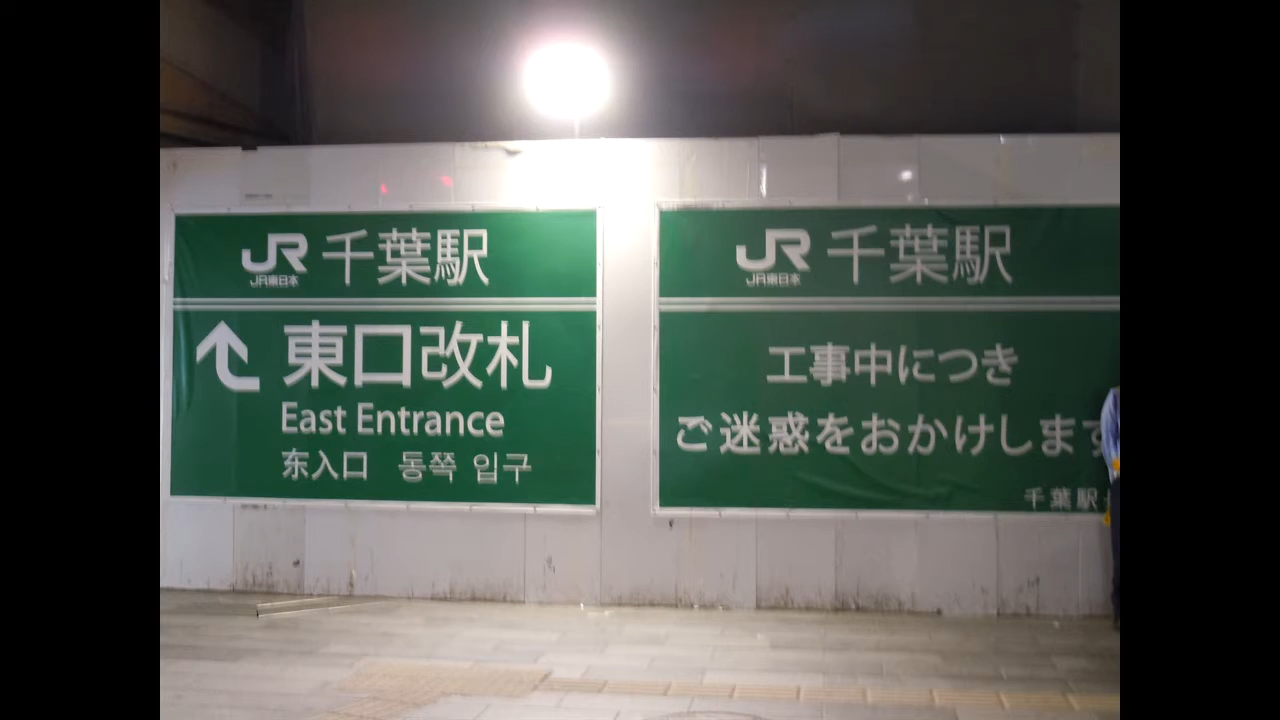 JR 千葉駅
JR東日本
東口改札
East Entrance
东入口 동쪽 입구
JR 千葉駅
JR東日本
工事中につき
ご迷惑をおかけします
千葉駅